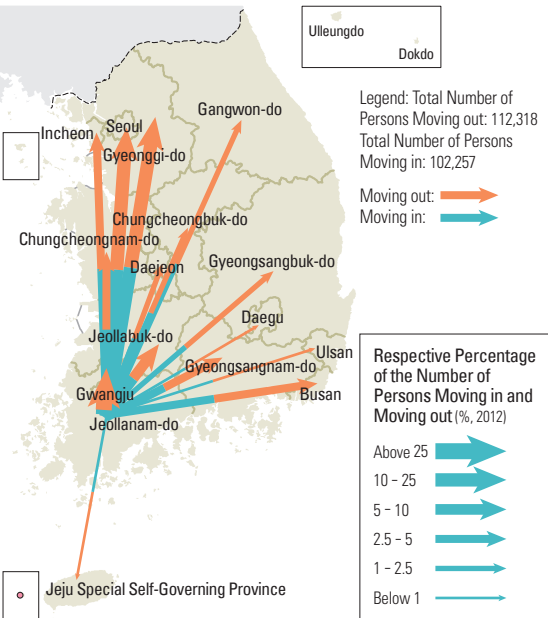 Ulleungdo
Dokdo
Legend: Total Number of
Persons Moving out: 112,318
Total Number of Persons
Moving in: 102,257
Moving out:
Moving in:
Incheon
Seoul
Gyeonggi-do
Gangwon-do
Chungcheongbuk-do
Chungcheongnam-do
Daejeon
Gyeongsangbuk-do
Daegu
Jeollabuk-do
Ulsan
Gyeongsangnam-do
Gwangju
Busan
Jeollanam-do
Jeju Special Self-Governing Province
Respective Percentage
of the Number of
Persons Moving in and
Moving out (%, 2012)
Above 25
10 – 25
5 – 10
2.5 – 5
1 – 2.5
Below 1